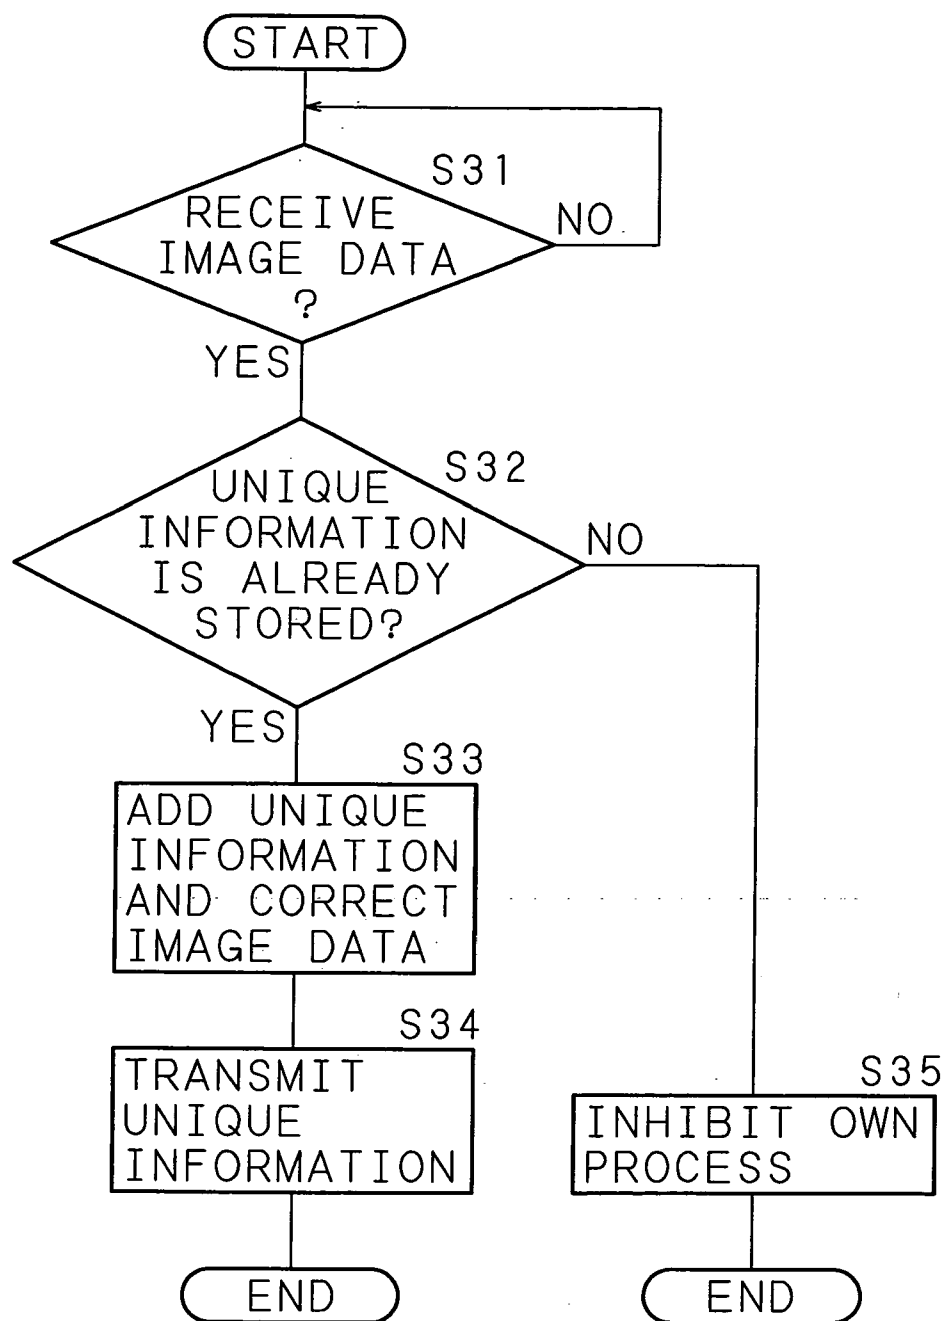 START
S31
RECEIVE
IMAGE DATA
?
NO
YES
S32
UNIQUE
INFORMATION
IS ALREADY
STORED?
NO
YES
S33
ADD UNIQUE
INFORMATION
AND CORRECT
IMAGE DATA
S34
TRANSMIT
UNIQUE
INFORMATION
S35
INHIBIT OWN
PROCESS
END
END